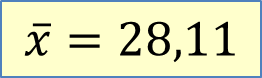 x̄ = 28,11